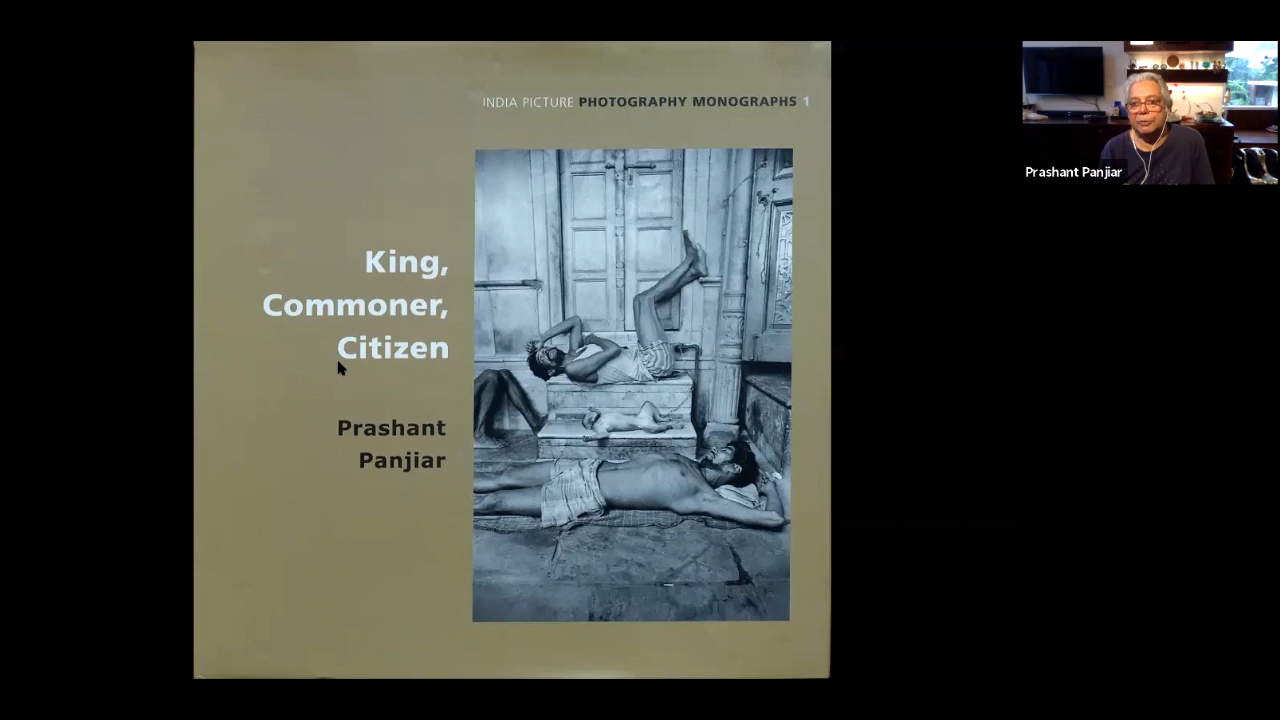 INDIA PICTURE PHOTOGRAPHY MONOGRAPHS 1
King,
Commoner,
Citizen
Prashant
Panjiar
Prashant Panjiar